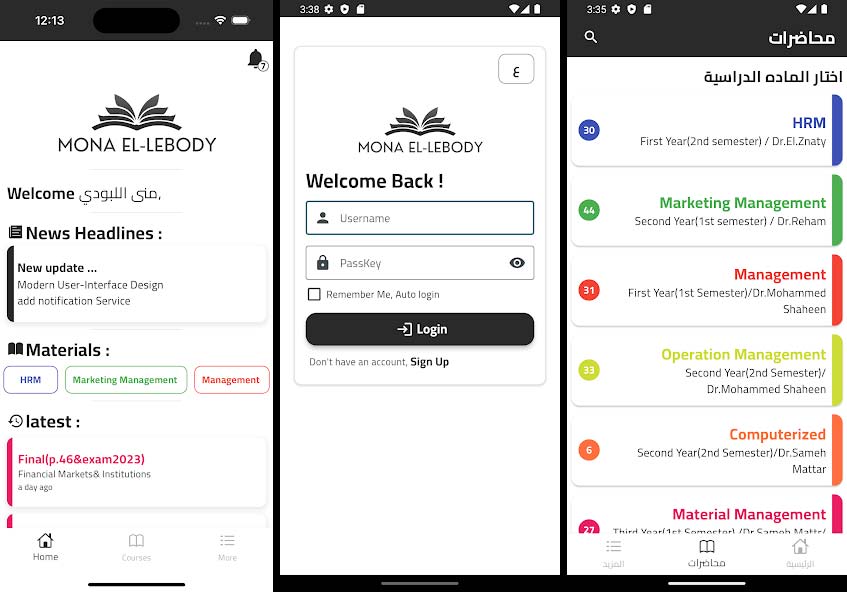 12:13
7
MONA EL-LEBODY
Welcome منى اللبودي,
News Headlines :
New update ...
Modern User-Interface Design
add notification Service
Materials :
HRM
Marketing Management
Management
latest :
Final(p.46&exam2023)
Financial Markets& Institutions
a day ago
Home
Courses
More
3:38
ع
MONA EL-LEBODY
Welcome Back !
Username
PassKey
Remember Me, Auto login
Login
Don't have an account, Sign Up
3:35
محاضرات
اختار الماده الدراسية
HRM
30
First Year(2nd semester) / Dr.El.Znaty
Marketing Management
44
Second Year(1st semester) / Dr.Reham
Management
31
First Year(1st Semester)/Dr.Mohammed
Shaheen
Operation Management
33
Second Year(2nd Semester)/
Dr.Mohammed Shaheen
Computerized
6
Second Year(2nd Semester)/Dr.Sameh
Mattar
Material Management
27
Third Year(1st Semester) /Dr.Sameh Matts/
الرئيسية
محاضرات
المزيد